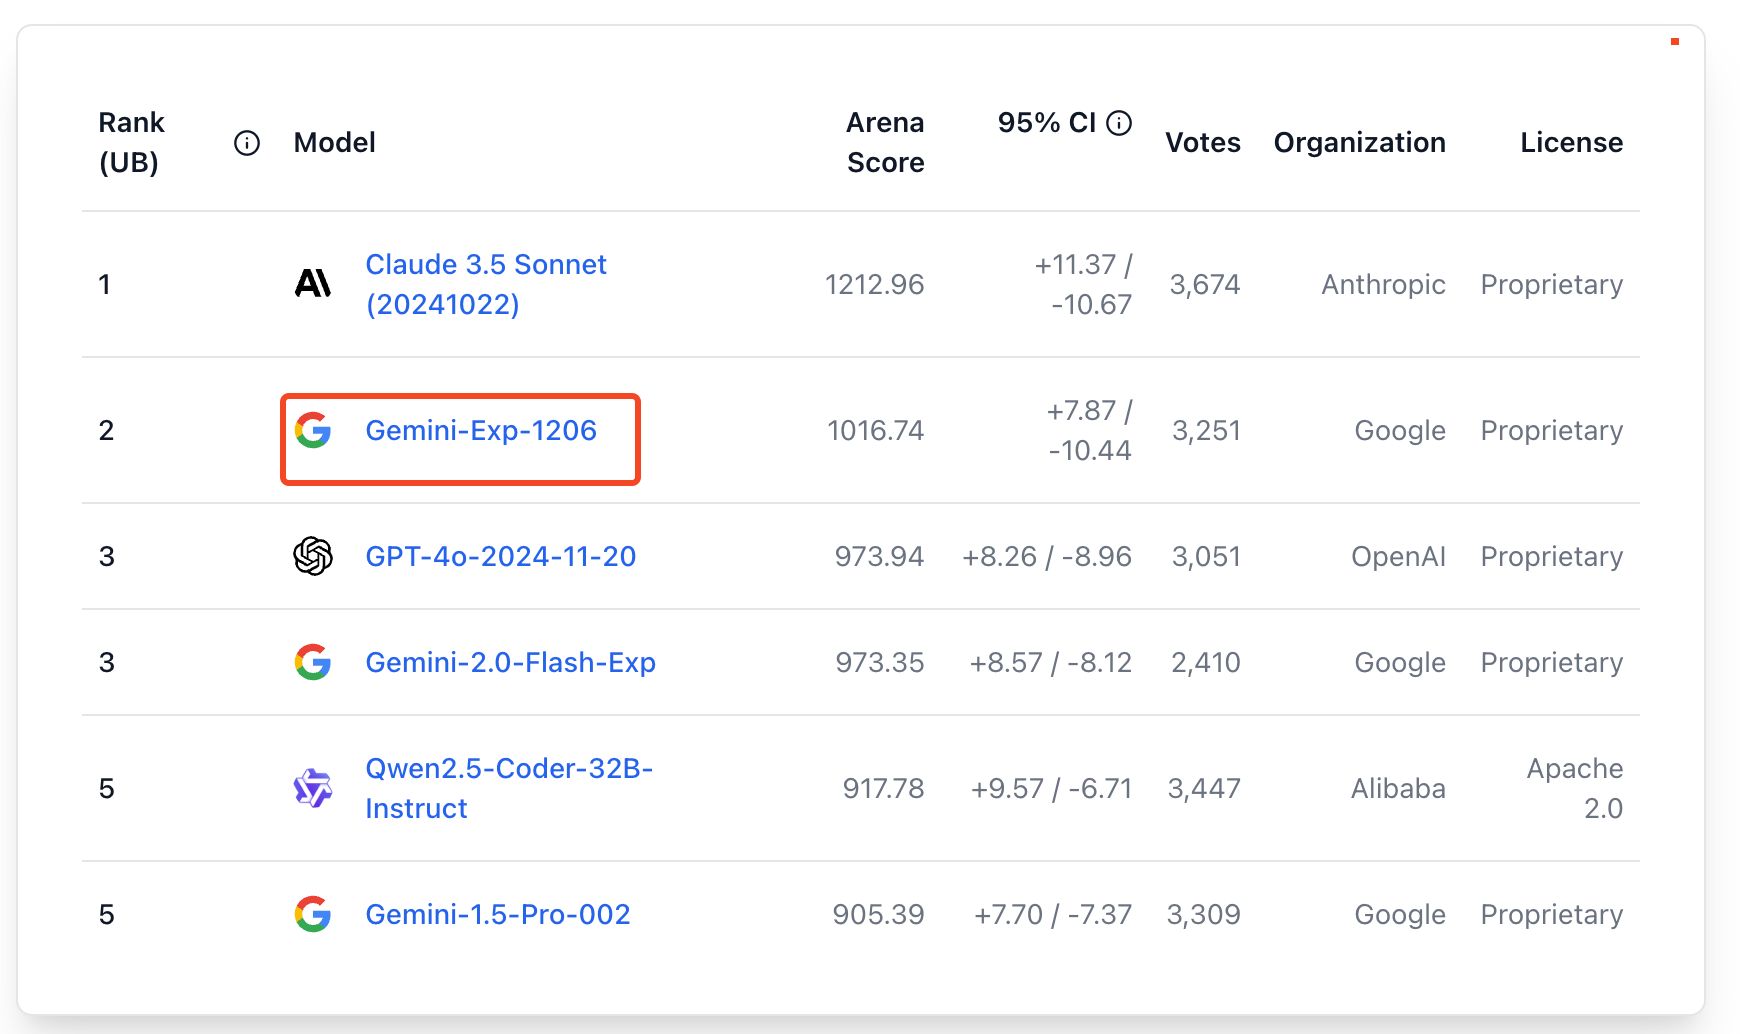 Rank (UB) Model Arena Score 95% CI Votes Organization License
1 Claude 3.5 Sonnet (20241022) 1212.96 +11.37 / -10.67 3,674 Anthropic Proprietary
2 Gemini-Exp-1206 1016.74 +7.87 / -10.44 3,251 Google Proprietary
3 GPT-4o-2024-11-20 973.94 +8.26 / -8.96 3,051 OpenAI Proprietary
3 Gemini-2.0-Flash-Exp 973.35 +8.57 / -8.12 2,410 Google Proprietary
5 Qwen2.5-Coder-32B-Instruct 917.78 +9.57 / -6.71 3,447 Alibaba Apache 2.0
5 Gemini-1.5-Pro-002 905.39 +7.70 / -7.37 3,309 Google Proprietary